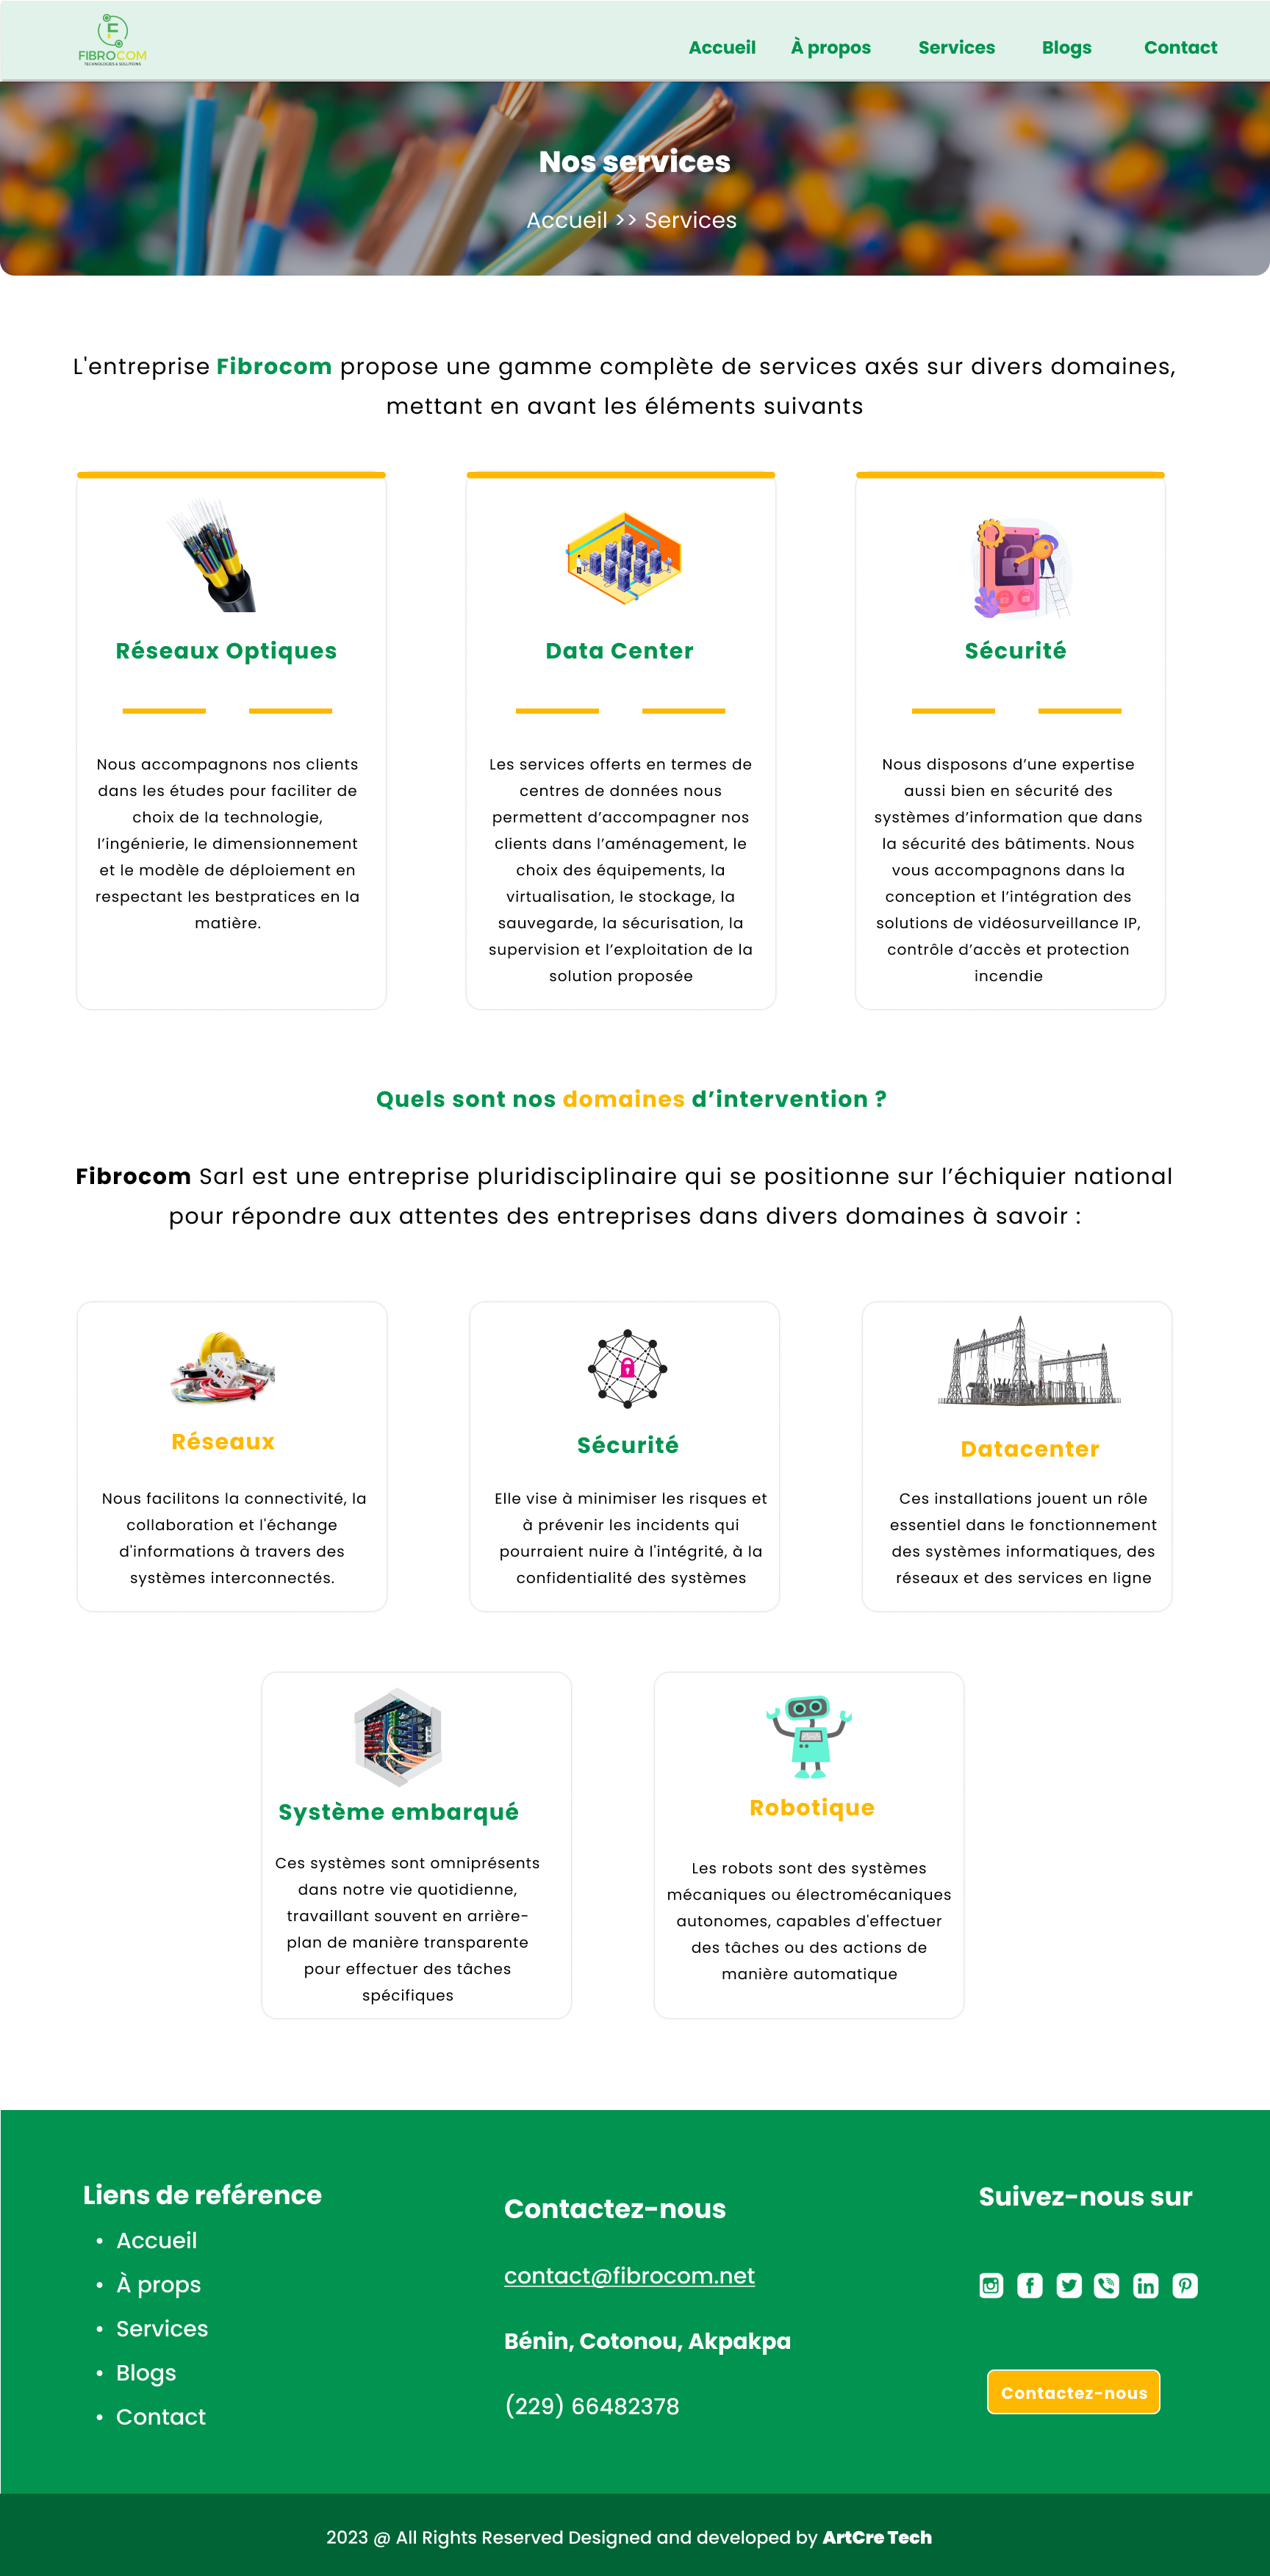 FIBROCOM
TECHNOLOGIES & SOLUTIONS
Accueil À propos Services Blogs Contact
Nos services
Accueil >> Services
L'entreprise Fibrocom propose une gamme complète de services axés sur divers domaines,
mettant en avant les éléments suivants
Réseaux Optiques
Nous accompagnons nos clients
dans les études pour faciliter de
choix de la technologie,
l’ingénierie, le dimensionnement
et le modèle de déploiement en
respectant les bestpratices en la
matière.
Data Center
Les services offerts en termes de
centres de données nous
permettent d’accompagner nos
clients dans l’aménagement, le
choix des équipements, la
virtualisation, le stockage, la
sauvegarde, la sécurisation, la
supervision et l’exploitation de la
solution proposée
Sécurité
Nous disposons d’une expertise
aussi bien en sécurité des
systèmes d’information que dans
la sécurité des bâtiments. Nous
vous accompagnons dans la
conception et l’intégration des
solutions de vidéosurveillance IP,
contrôle d’accès et protection
incendie
Quels sont nos domaines d’intervention ?
Fibrocom Sarl est une entreprise pluridisciplinaire qui se positionne sur l’échiquier national
pour répondre aux attentes des entreprises dans divers domaines à savoir :
Réseaux
Nous facilitons la connectivité, la
collaboration et l'échange
d'informations à travers des
systèmes interconnectés.
Sécurité
Elle vise à minimiser les risques et
à prévenir les incidents qui
pourraient nuire à l'intégrité, à la
confidentialité des systèmes
Datacenter
Ces installations jouent un rôle
essentiel dans le fonctionnement
des systèmes informatiques, des
réseaux et des services en ligne
Système embarqué
Ces systèmes sont omniprésents
dans notre vie quotidienne,
travaillant souvent en arrière-
plan de manière transparente
pour effectuer des tâches
spécifiques
Robotique
Les robots sont des systèmes
mécaniques ou électromécaniques
autonomes, capables d'effectuer
des tâches ou des actions de
manière automatique
Liens de reférence
• Accueil
• À props
• Services
• Blogs
• Contact
Contactez-nous
contact@fibrocom.net
Bénin, Cotonou, Akpakpa
(229) 66482378
Suivez-nous sur
Contactez-nous
2023 @ All Rights Reserved Designed and developed by ArtCre Tech